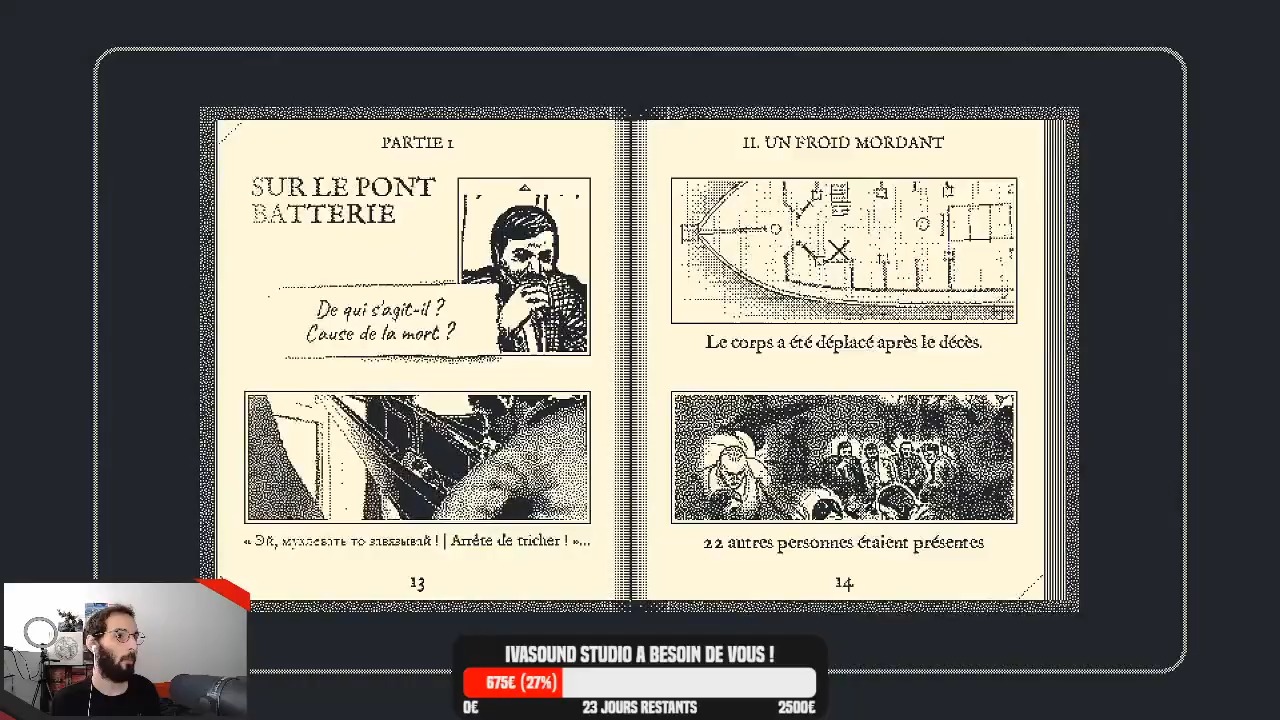 PARTIE 1
SUR LE PONT
BATTERIE
De qui s'agit-il ?
Cause de la mort ?
« Эй, мухлевать то завязывай ! | Arrête de tricher ! »...
13
II. UN FROID MORDANT
Le corps a été déplacé après le décès.
22 autres personnes étaient présentes
14
IVASOUND STUDIO A BESOIN DE VOUS !
675€ (27%)
0€ 23 JOURS RESTANTS 2500€